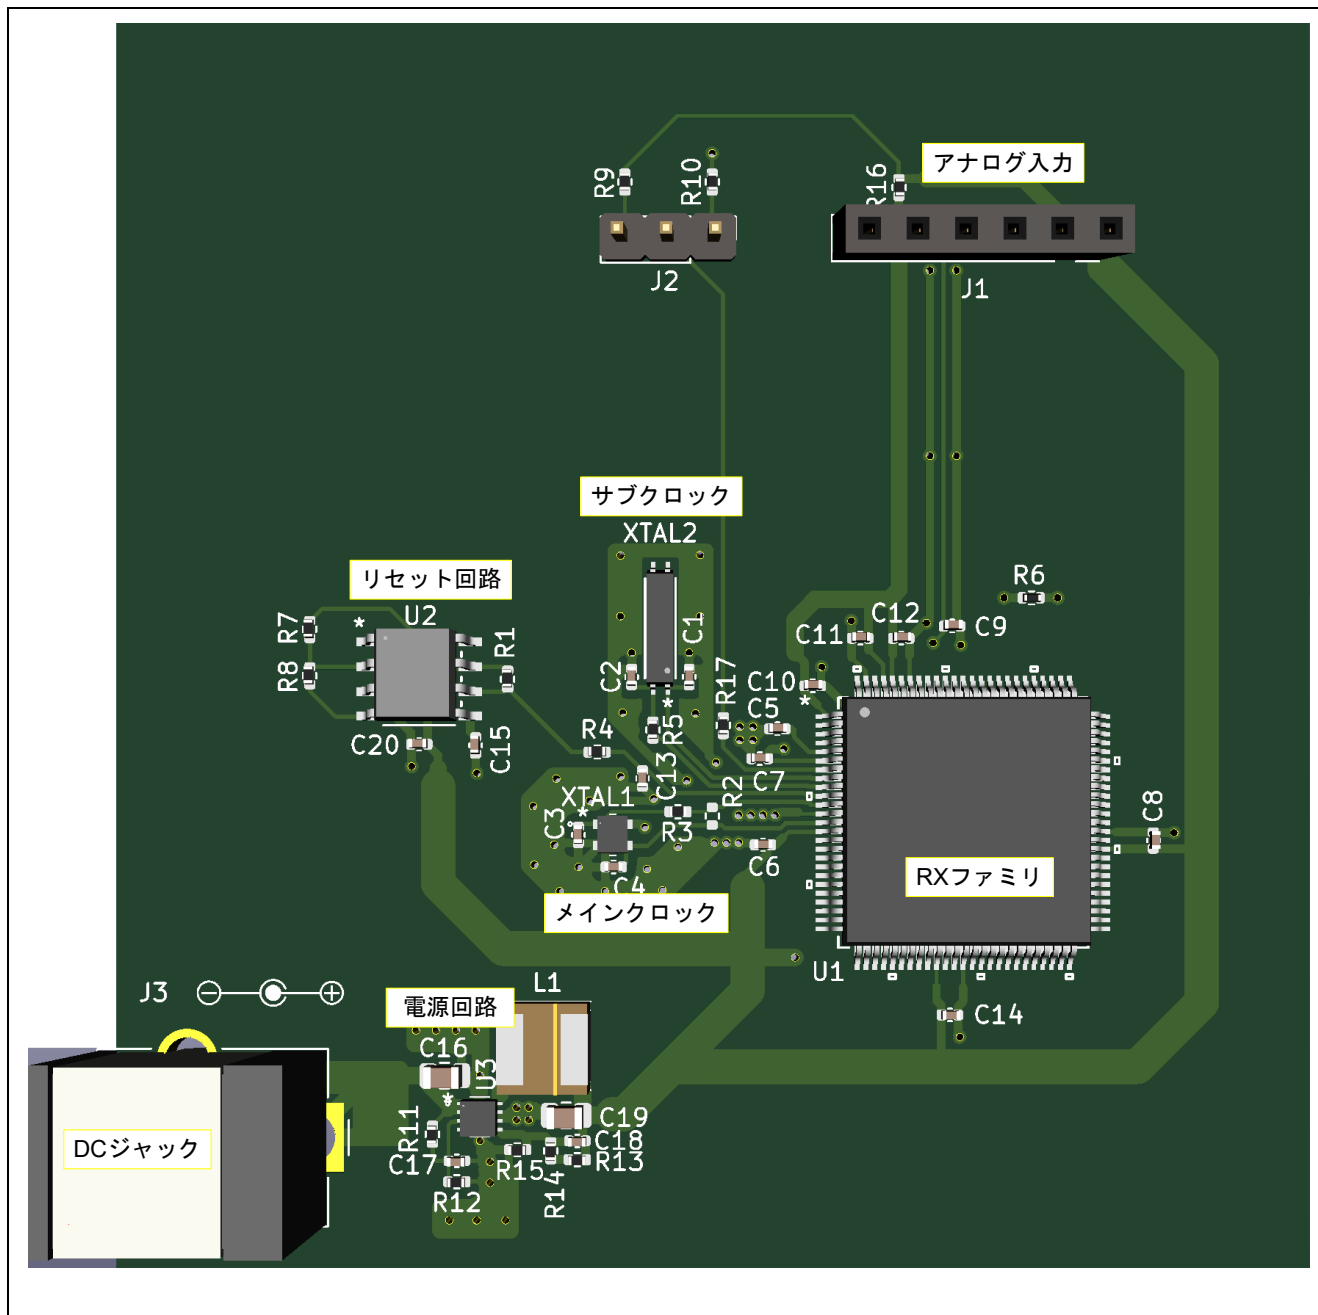 アナログ入力
R9
R10
R16
J2
J1
サブクロック
XTAL2
リセット回路
U2
R6
R7
*
R1
C1
C12
C11
C9
R8
C2
R17
C10
*
*
C5
R5
R4
C20
C15
C13
C7
R2
XTAL1
*
C3
R3
C6
C8
C4
RXファミリ
メインクロック
U1
L1
J3
電源回路
C14
C16
U3
*
C19
R11
C18
DCジャック
C17
R15
R13
R12
R14